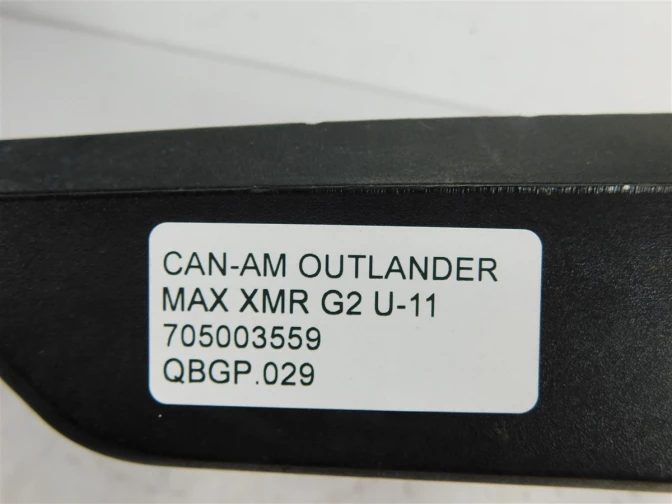 CAN-AM OUTLANDER
MAX XMR G2 U-11
705003559
QBGP.029